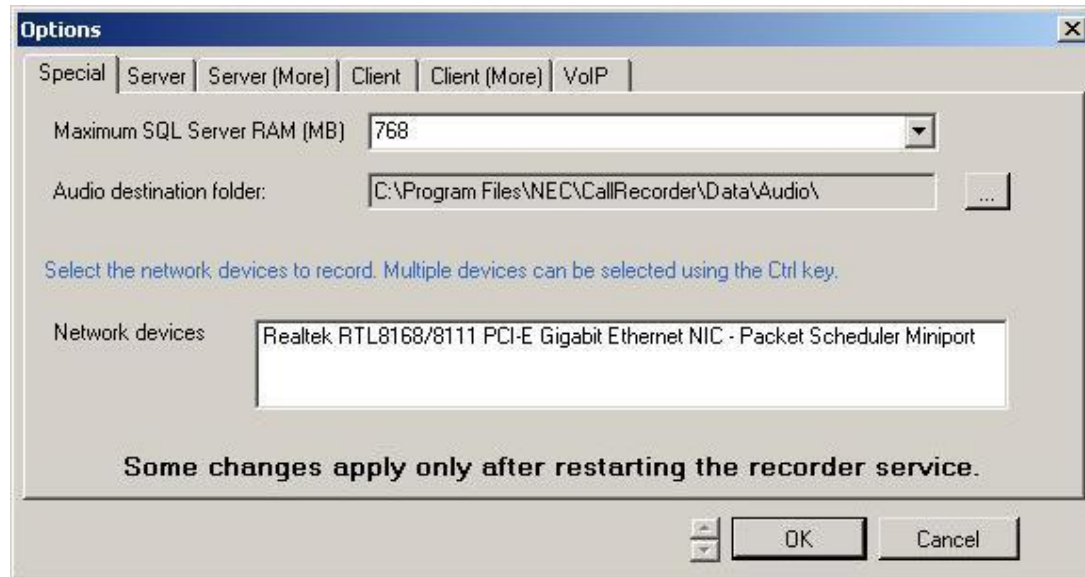 Options
Special Server Server (More) Client Client (More) VoIP
Maximum SQL Server RAM (MB) 768
Audio destination folder: C:\Program Files\NEC\CallRecorder\Data\Audio\ ...
Select the network devices to record. Multiple devices can be selected using the Ctrl key.
Network devices Realtek RTL8168/8111 PCI-E Gigabit Ethernet NIC - Packet Scheduler Miniport
Some changes apply only after restarting the recorder service.
OK Cancel